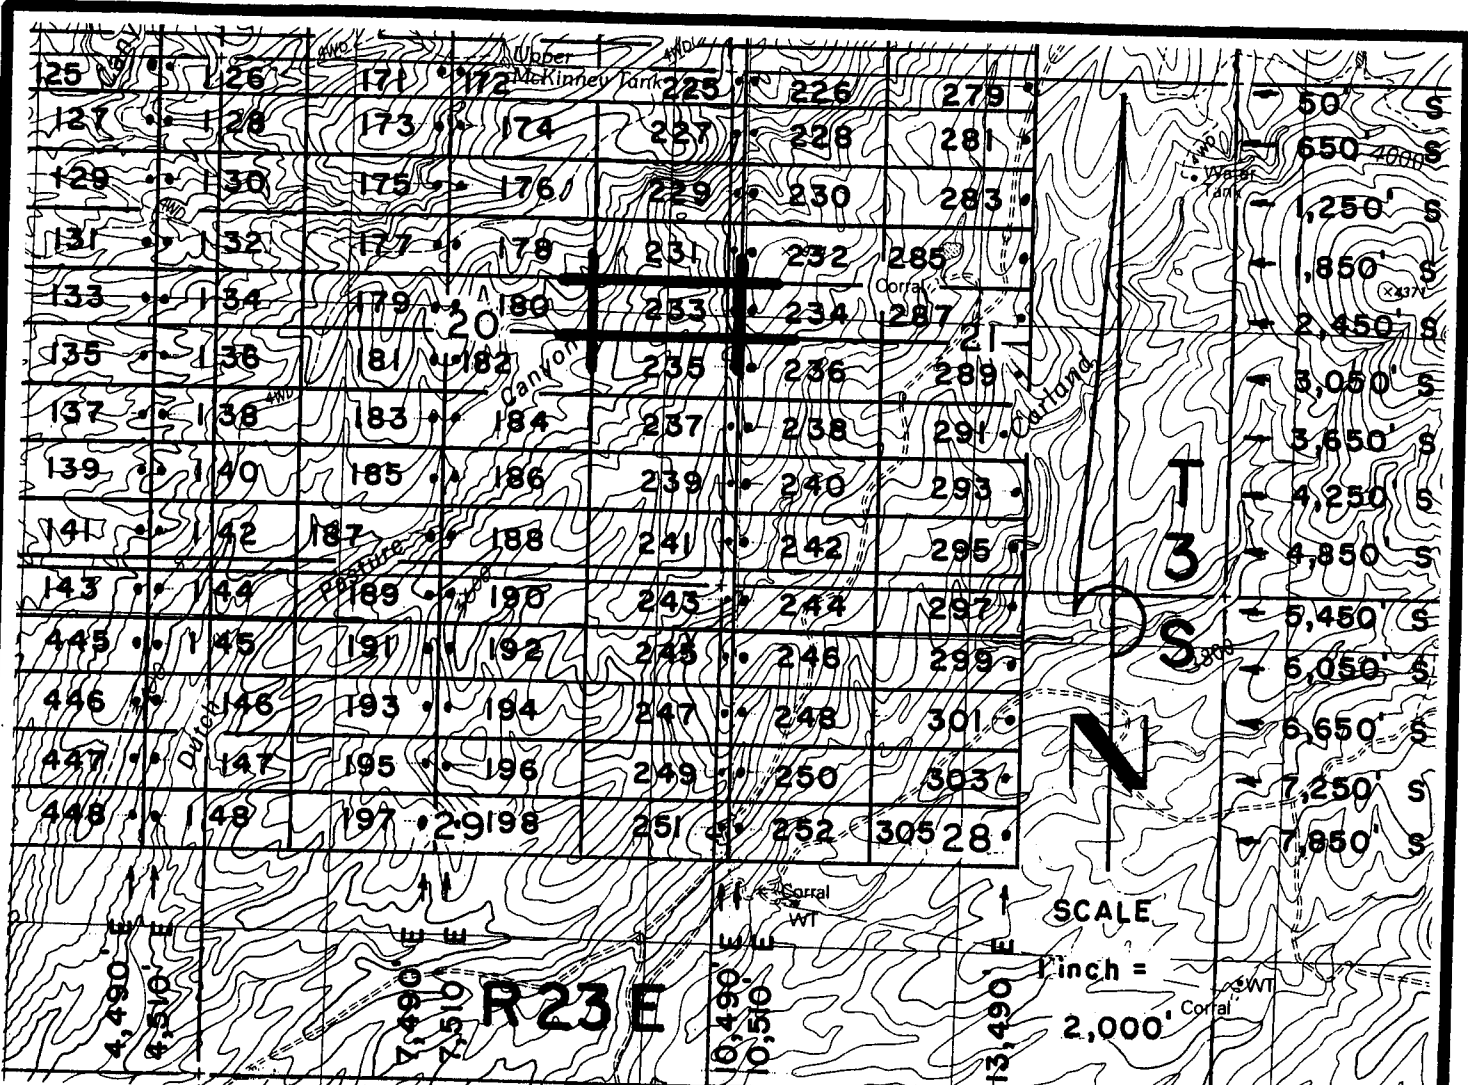 Upper
4WD 4WD
McKinney Tank
125 126 171 172 225 226 279 50' S
127 128 173 174 227 228 281 650' S
4WD 4000
Water
Tank
129 130 175 176 229 230 283 1,250' S
4WD
131 132 177 178 231 232 285 1,850' S
Corral ×4371
133 134 179 180 233 234 287 2,450' S
20 21
135 136 181 182 235 236 289 3,050' S
Canyon Garland
4WD
137 138 183 184 237 238 291 3,650' S
139 140 185 186 239 240 293 T 4,250' S
141 142 187 188 241 242 295 3 4,850' S
Pasture
143 144 189 190 243 244 297 5,450' S
S
445 145 191 192 245 246 299 6,050' S
446 146 193 194 247 248 301 6,650' S
Dutch N
447 147 195 196 249 250 303 7,250' S
448 148 197 29 198 251 252 305 28 7,850' S
Corral
WT
SCALE
1 inch =
2,000'
4,490' E
4,510' E
7,490' E
7,510' E
10,490' E
10,510' E
13,490' E
R 23 E
WT
Corral